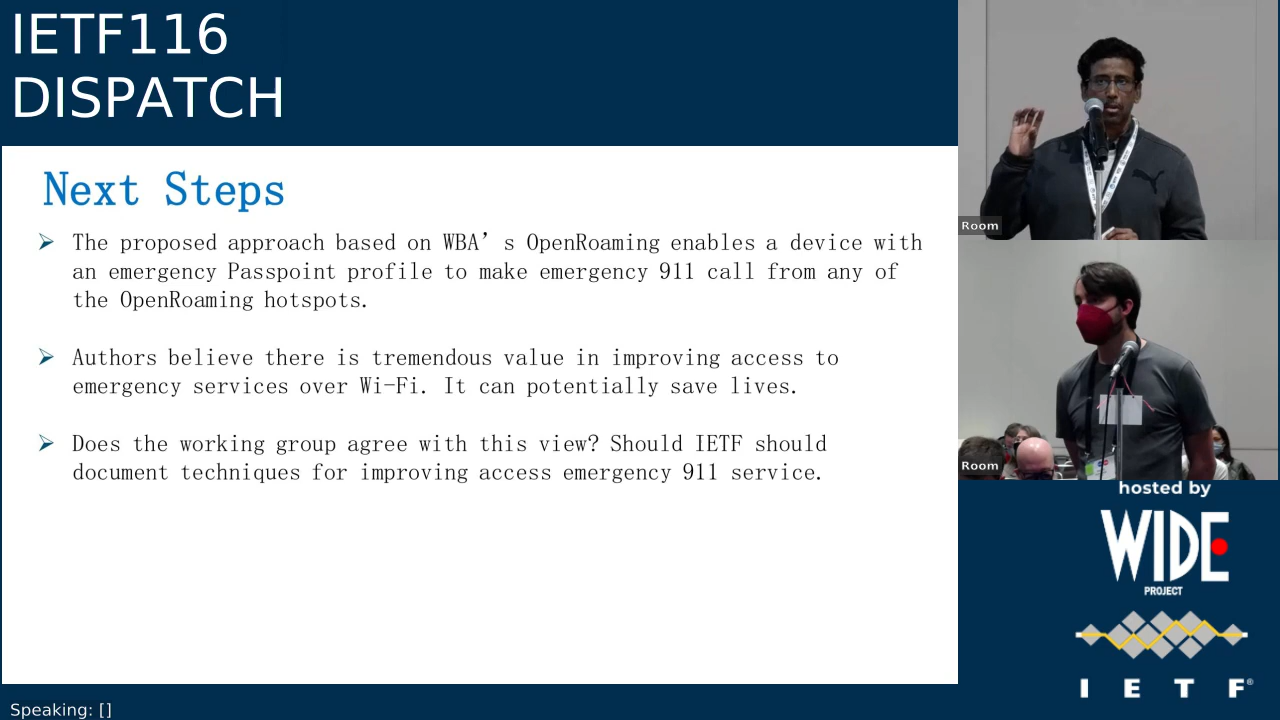 IETF116
DISPATCH
Next Steps
➢ The proposed approach based on WBA’s OpenRoaming enables a device with
an emergency Passpoint profile to make emergency 911 call from any of
the OpenRoaming hotspots.
➢ Authors believe there is tremendous value in improving access to
emergency services over Wi-Fi. It can potentially save lives.
➢ Does the working group agree with this view? Should IETF should
document techniques for improving access emergency 911 service.
Room
Room
hosted by
WIDE
PROJECT
I E T F®
Speaking: []